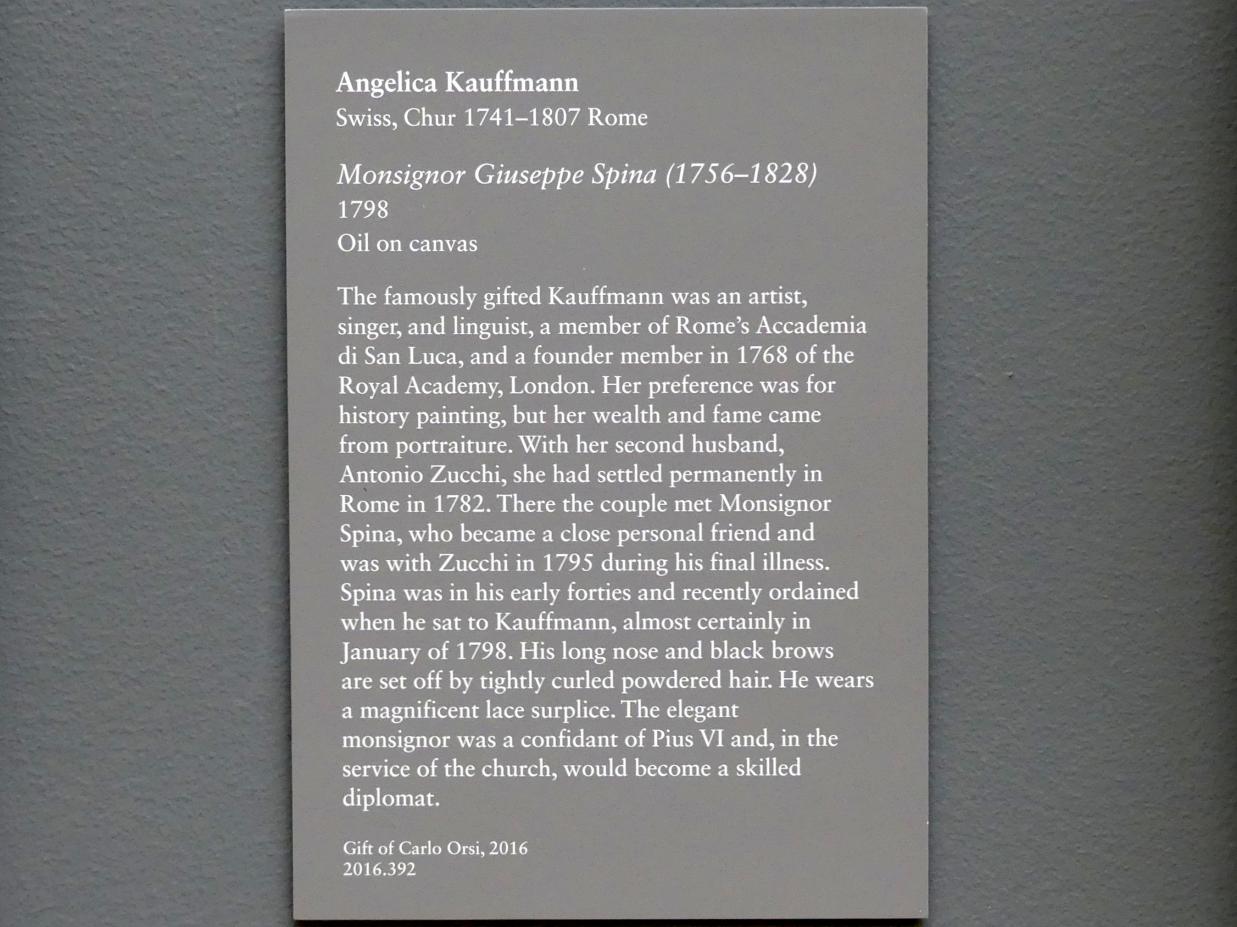 Angelica Kauffmann
Swiss, Chur 1741–1807 Rome
Monsignor Giuseppe Spina (1756–1828)
1798
Oil on canvas
The famously gifted Kauffmann was an artist,
singer, and linguist, a member of Rome’s Accademia
di San Luca, and a founder member in 1768 of the
Royal Academy, London. Her preference was for
history painting, but her wealth and fame came
from portraiture. With her second husband,
Antonio Zucchi, she had settled permanently in
Rome in 1782. There the couple met Monsignor
Spina, who became a close personal friend and
was with Zucchi in 1795 during his final illness.
Spina was in his early forties and recently ordained
when he sat to Kauffmann, almost certainly in
January of 1798. His long nose and black brows
are set off by tightly curled powdered hair. He wears
a magnificent lace surplice. The elegant
monsignor was a confidant of Pius VI and, in the
service of the church, would become a skilled
diplomat.
Gift of Carlo Orsi, 2016
2016.392